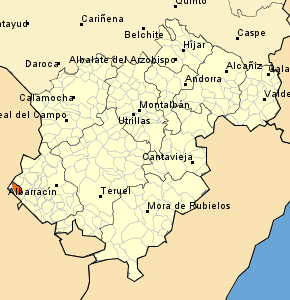 Quinto
Cariñena
atayud
Belchite
Caspe
Híjar
Daroca
Albalate del Arzobispo
Alcañiz
Cala
Andorra
Calamocha
Valde
Montalbán
eal del Campo
Utrillas
Cantavieja
Albarracín
Teruel
Mora de Rubielos